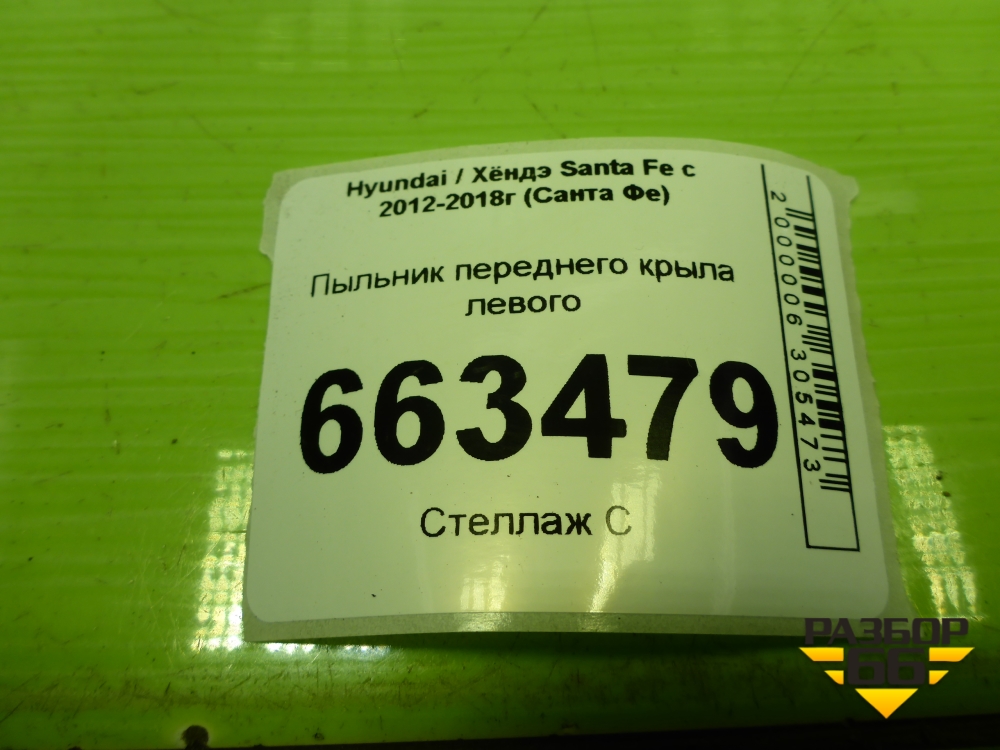 Hyundai / Хёндэ Santa Fe с
2012-2018г (Санта Фе)
Пыльник переднего крыла
левого
663479
Стеллаж С
2000006305473
РАЗБОР
66